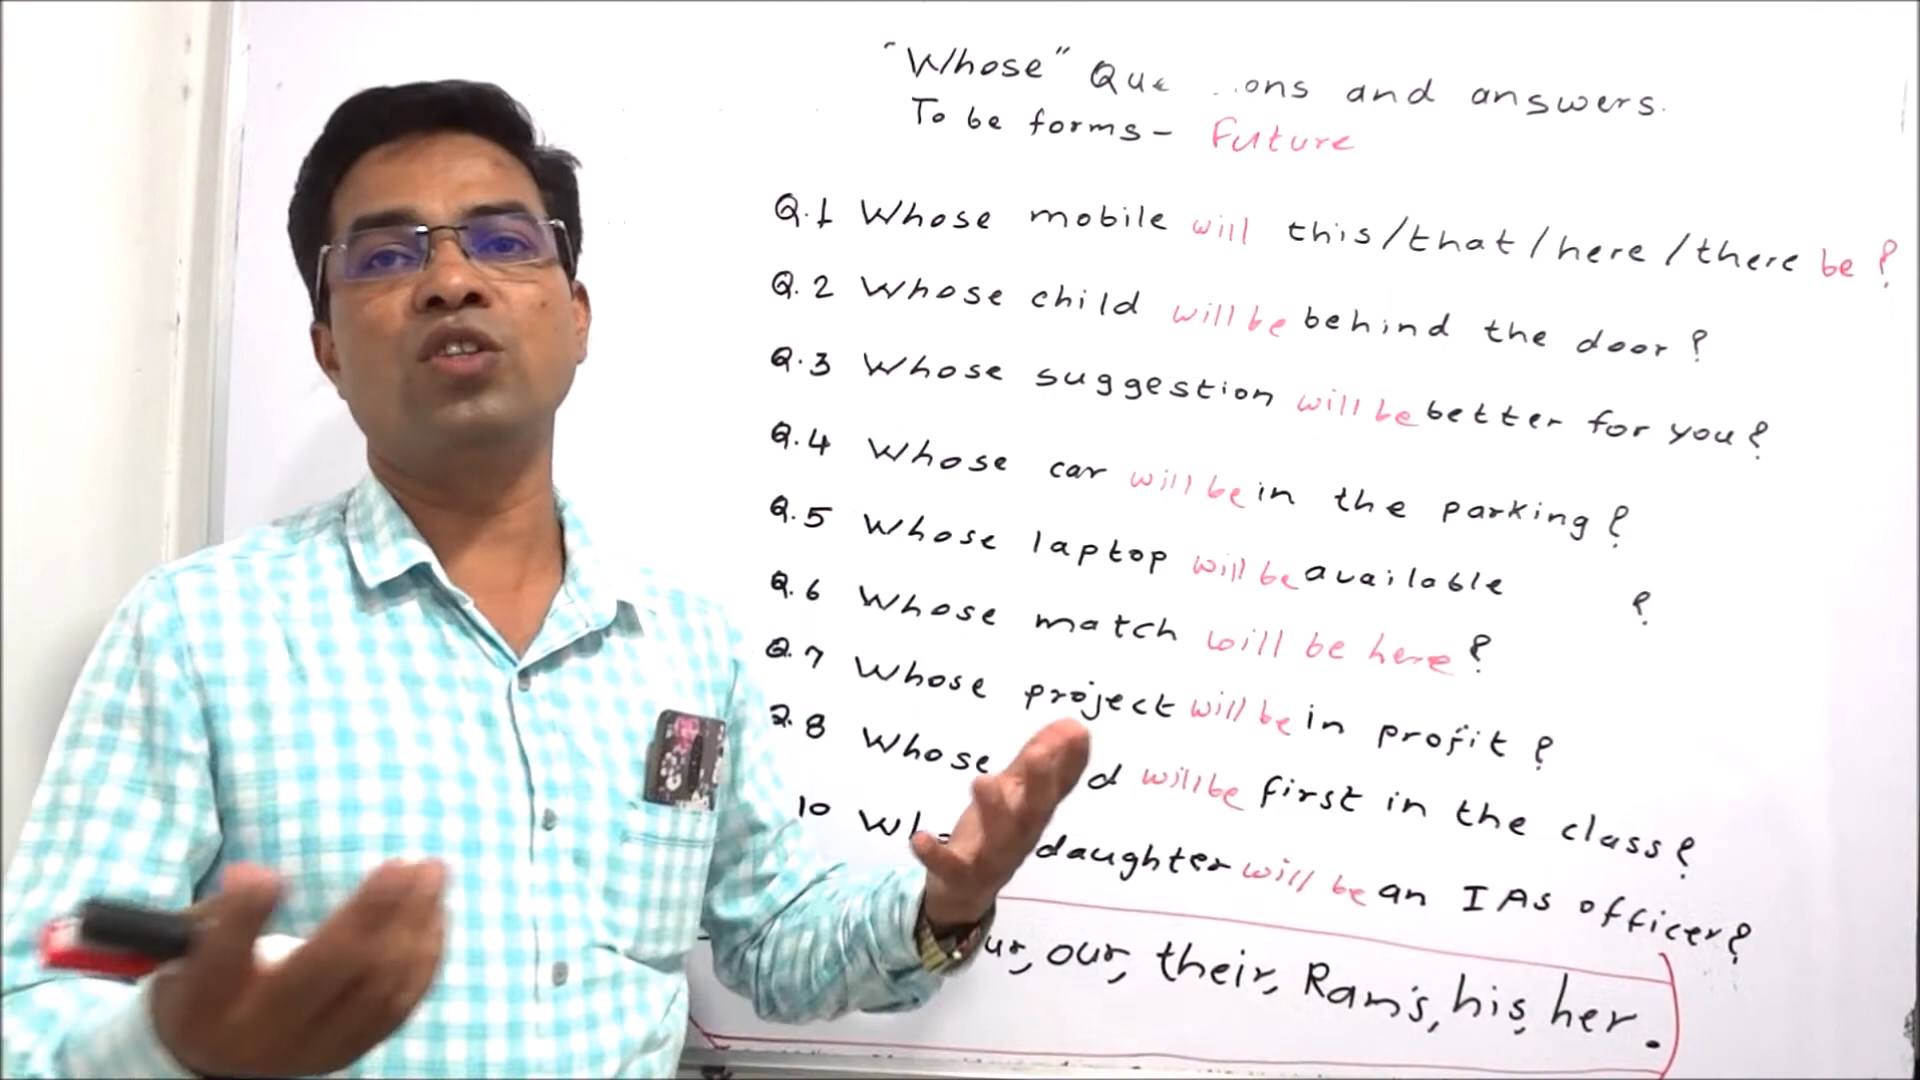 "Whose" Que ons and answers.
To be forms - Future
Q.1 Whose mobile will this/that/here/there be?
Q.2 Whose child will be behind the door?
Q.3 Whose suggestion will be better for you?
Q.4 Whose car will be in the parking?
Q.5 Whose laptop will be available ?
Q.6 Whose match will be here?
Q.7 Whose project will be in profit?
Q.8 Whose d will be first in the class?
10 Who daughter will be an IAS officer?
ur, our, their, Ram's, his, her.